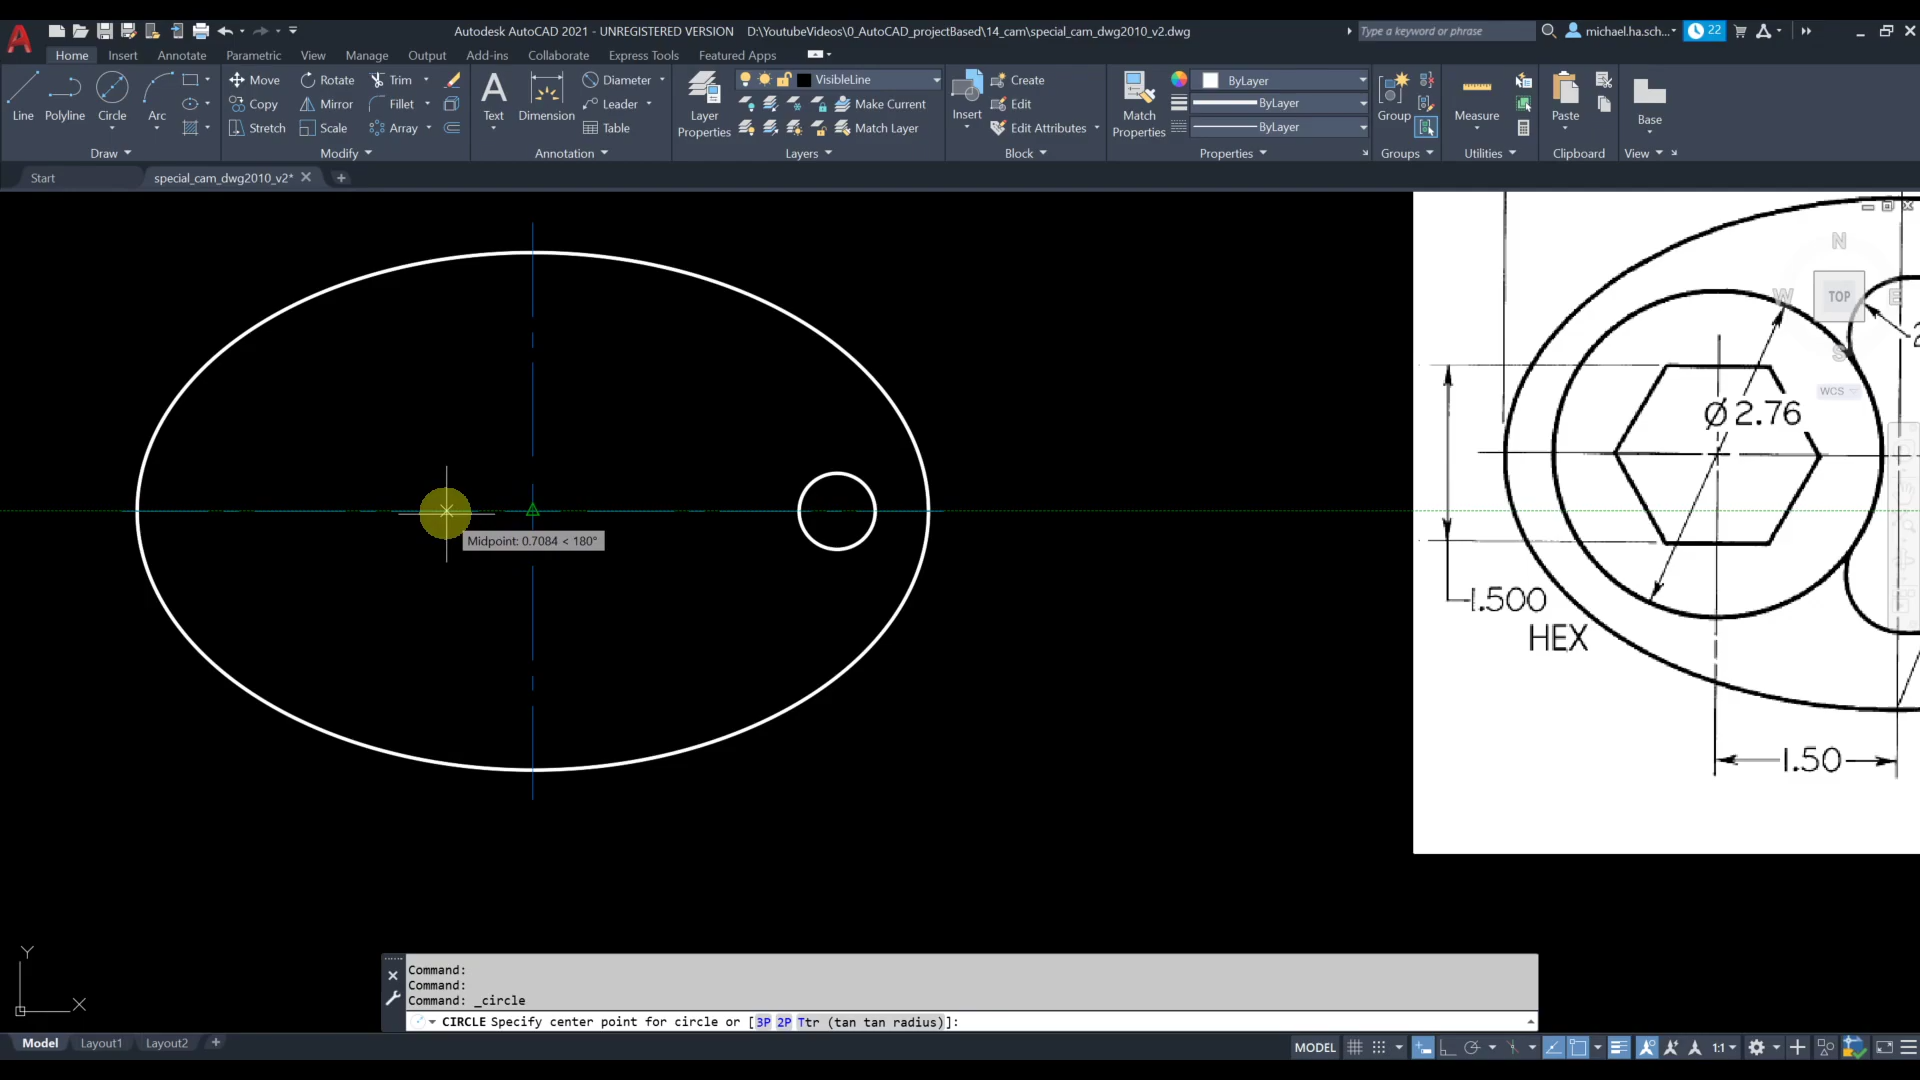 Autodesk AutoCAD 2021 - UNREGISTERED VERSION D:\YoutubeVideos\0_AutoCAD_projectBased\14_cam\special_cam_dwg2010_v2.dwg
Type a keyword or phrase
michael.ha.sch...
22
Home Insert Annotate Parametric View Manage Output Add-ins Collaborate Express Tools Featured Apps
Line Polyline Circle Arc
Move Rotate Trim
Copy Mirror Fillet
Stretch Scale Array
Text Dimension
Diameter
Leader
Table
Layer Properties
VisibleLine
Make Current
Match Layer
Insert
Create
Edit
Edit Attributes
Match Properties
ByLayer
ByLayer
ByLayer
Group
Measure
Paste
Base
Draw Modify Annotation Layers Block Properties Groups Utilities Clipboard View
Start special_cam_dwg2010_v2*
N
W TOP E
S
WCS
Ø 2.76
Midpoint: 0.7084 < 180°
1.500
HEX
1.50
Y
X
Command:
Command:
Command: _circle
CIRCLE Specify center point for circle or [3P 2P Ttr (tan tan radius)]:
Model Layout1 Layout2
MODEL
1:1